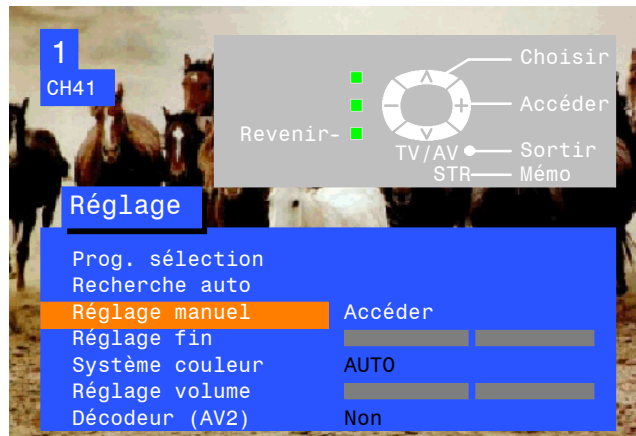 1
CH41
Choisir
Accéder
Revenir-
TV/AV Sortir
STR Mémo
Réglage
Prog. sélection
Recherche auto
Réglage manuel Accéder
Réglage fin
Système couleur AUTO
Réglage volume
Décodeur (AV2) Non